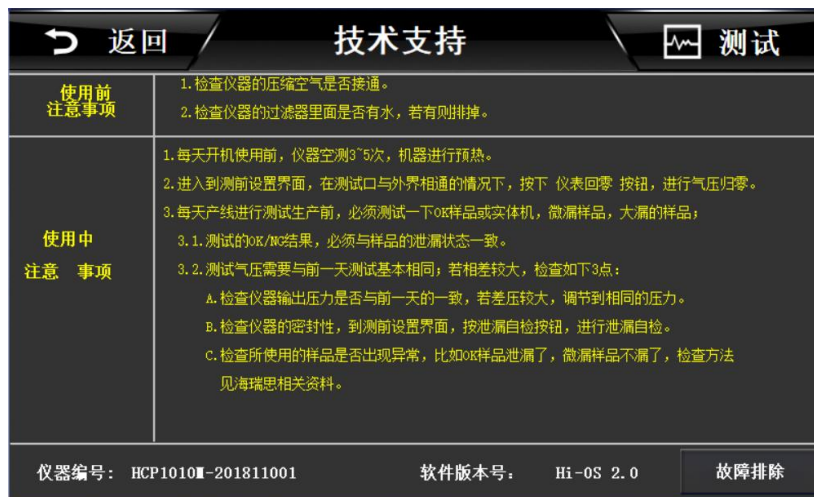 返回
技术支持
测试
使用前
注意事项
1.检查仪器的压缩空气是否接通。
2.检查仪器的过滤器里面是否有水，若有则排掉。
使用中
注意 事项
1.每天开机使用前，仪器空测3~5次，机器进行预热。
2.进入到测前设置界面，在测试口与外界相通的情况下，按下 仪表回零 按钮，进行气压归零。
3.每天产线进行测试生产前，必须测试一下OK样品或实体机，微漏样品，大漏的样品；
3.1.测试的OK/NG结果，必须与样品的泄漏状态一致。
3.2.测试气压需要与前一天测试基本相同；若相差较大，检查如下3点：
A.检查仪器输出压力是否与前一天的一致，若差压较大，调节到相同的压力。
B.检查仪器的密封性，到测前设置界面，按泄漏自检按钮，进行泄漏自检。
C.检查所使用的样品是否出现异常，比如OK样品泄漏了，微漏样品不漏了，检查方法
见海瑞思相关资料。
仪器编号： HCP1010M-201811001
软件版本号： Hi-OS 2.0
故障排除